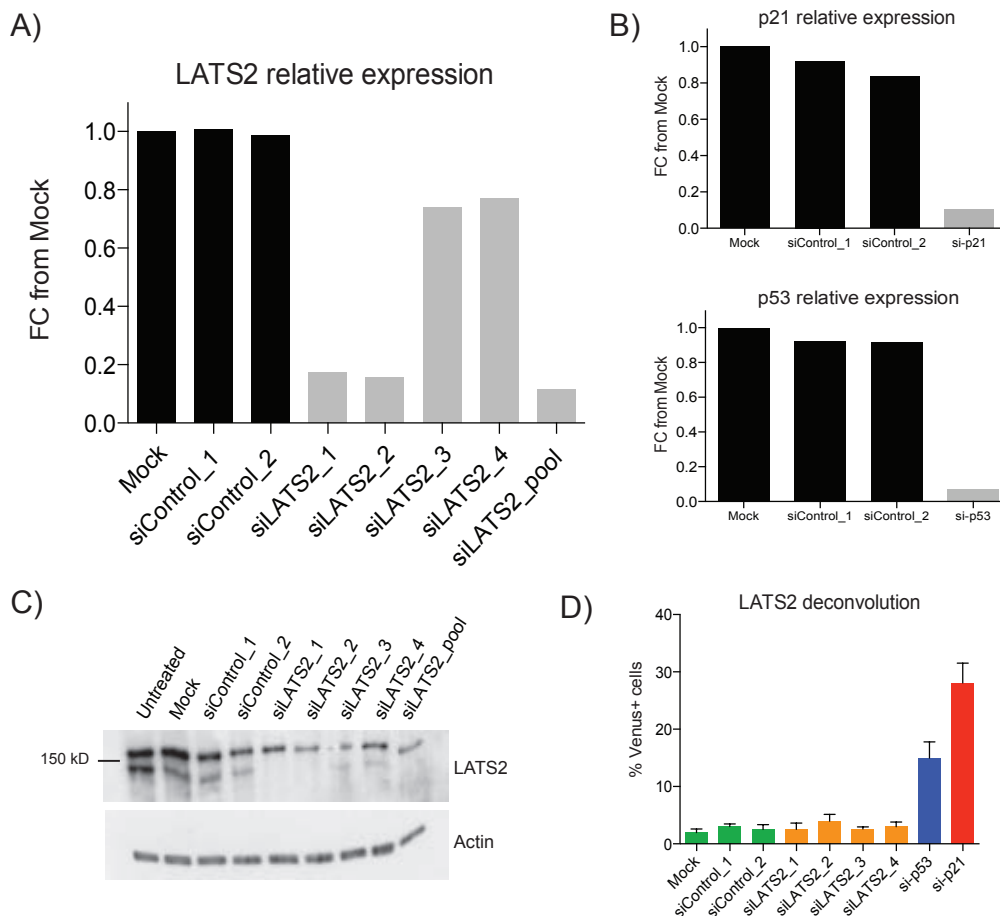 A)
LATS2 relative expression
FC from Mock
1.0
0.8
0.6
0.4
0.2
0.0
Mock
siControl_1
siControl_2
siLATS2_1
siLATS2_2
siLATS2_3
siLATS2_4
siLATS2_pool
B)
p21 relative expression
FC from Mock
1.0
0.8
0.6
0.4
0.2
0.0
Mock siControl_1 siControl_2 si-p21
p53 relative expression
FC from Mock
1.0
0.8
0.6
0.4
0.2
0.0
Mock siControl_1 siControl_2 si-p53
C)
Untreated
Mock
siControl_1
siControl_2
siLATS2_1
siLATS2_2
siLATS2_3
siLATS2_4
siLATS2_pool
150 kD
LATS2
Actin
D)
LATS2 deconvolution
% Venus+ cells
40
30
20
10
0
Mock
siControl_1
siControl_2
siLATS2_1
siLATS2_2
siLATS2_3
siLATS2_4
si-p53
si-p21